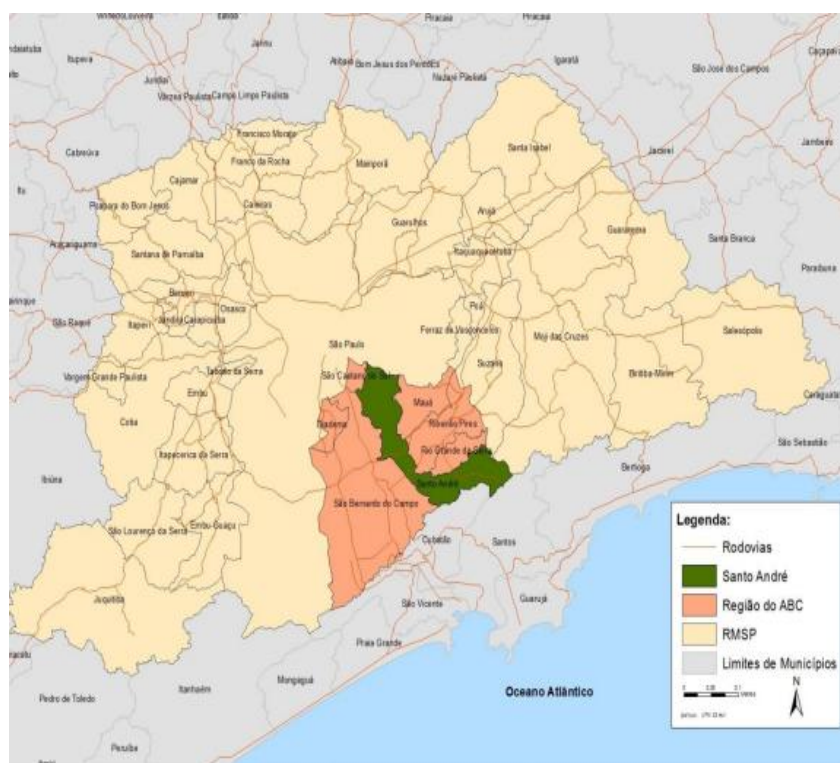 Piracaia
Itupeva
Jarinu
Atibaia
Bom Jesus dos Perdões
Igaratá
Jundiaí
Nazaré Paulista
São José dos Campos
Várzea Paulista
Campo Limpo Paulista
Cabreúva
Francisco Morato
Santa Isabel
Jambeiro
Franco da Rocha
Mairiporã
Jacareí
Itu
Cajamar
Caieiras
Pirapora do Bom Jesus
Arujá
Guarulhos
Guararema
Santa Branca
Araçariguama
Santana de Parnaíba
Itaquaquecetuba
Paraibuna
Barueri
Osasco
Poá
São Roque
Itapevi
Jandira
Carapicuíba
Ferraz de Vasconcelos
Salesópolis
São Paulo
Moji das Cruzes
Vargem Grande Paulista
Taboão da Serra
São Caetano do Sul
Suzano
Biritiba-Mirim
Embu
Mauá
Cotia
Diadema
Ribeirão Pires
São Sebastião
Itapecerica da Serra
Rio Grande da Serra
Bertioga
Ibiúna
Santo André
São Bernardo do Campo
São Lourenço da Serra
Embu-Guaçu
Cubatão
Santos
Juquitiba
Guarujá
São Vicente
Praia Grande
Mongaguá
Itanhaém
Pedro de Toledo
Peruíbe
Oceano Atlântico
Legenda:
Rodovias
Santo André
Região do ABC
RMSP
Limites de Municípios
N